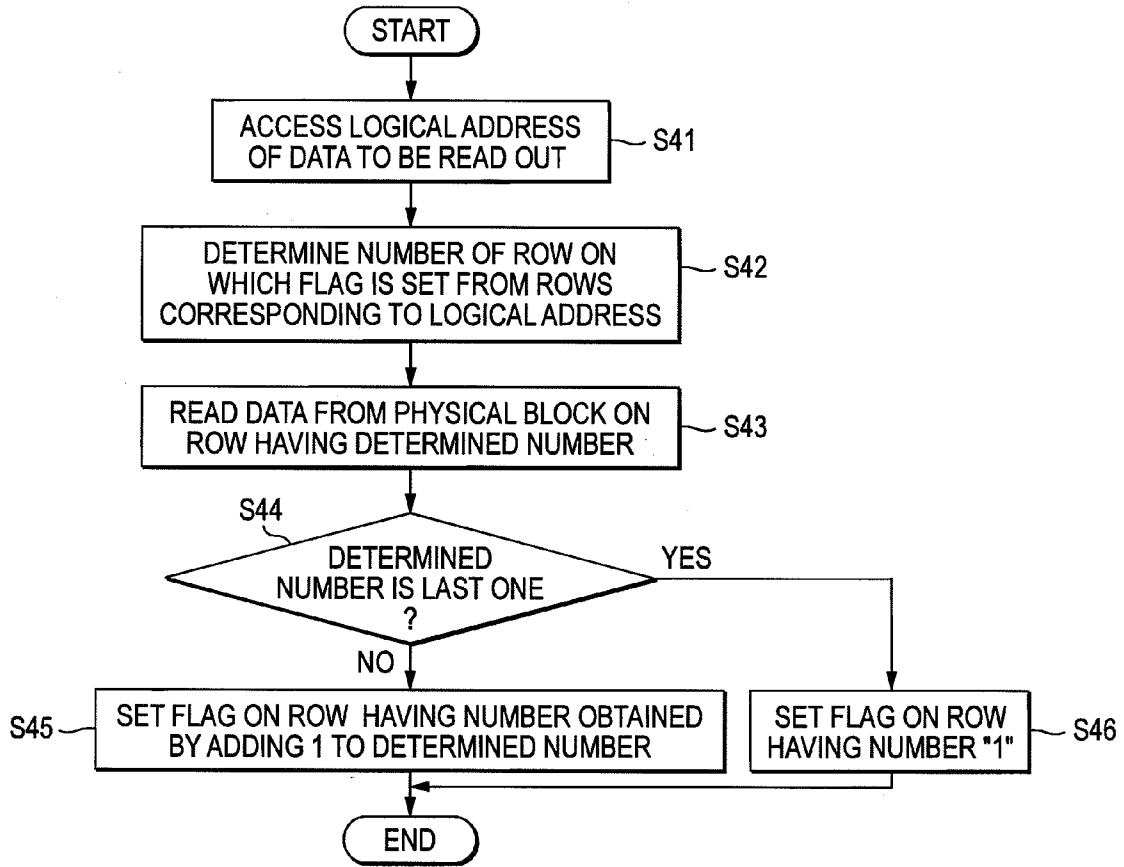 START
ACCESS LOGICAL ADDRESS
OF DATA TO BE READ OUT
S41
DETERMINE NUMBER OF ROW ON
WHICH FLAG IS SET FROM ROWS
CORRESPONDING TO LOGICAL ADDRESS
S42
READ DATA FROM PHYSICAL BLOCK ON
ROW HAVING DETERMINED NUMBER
S43
S44
DETERMINED
NUMBER IS LAST ONE
?
YES
NO
S45
SET FLAG ON ROW HAVING NUMBER OBTAINED
BY ADDING 1 TO DETERMINED NUMBER
SET FLAG ON ROW
HAVING NUMBER "1"
S46
END